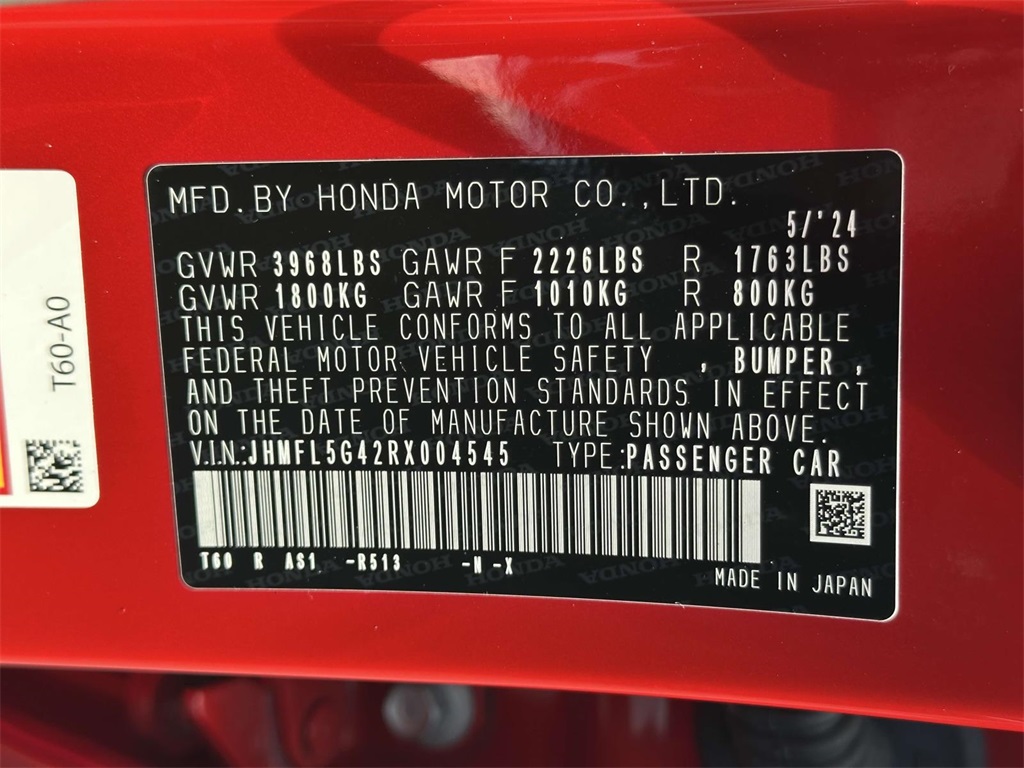 MFD.BY HONDA MOTOR CO.,LTD.
5/'24
GVWR 3968LBS GAWR F 2226LBS R 1763LBS
GVWR 1800KG GAWR F 1010KG R 800KG
THIS VEHICLE CONFORMS TO ALL APPLICABLE
FEDERAL MOTOR VEHICLE SAFETY , BUMPER ,
AND THEFT PREVENTION STANDARDS IN EFFECT
ON THE DATE OF MANUFACTURE SHOWN ABOVE.
V.I.N.:JHMFL5G42RX004545 TYPE:PASSENGER CAR
T60 R AS1 -R513 -N -X
MADE IN JAPAN
T60-A0